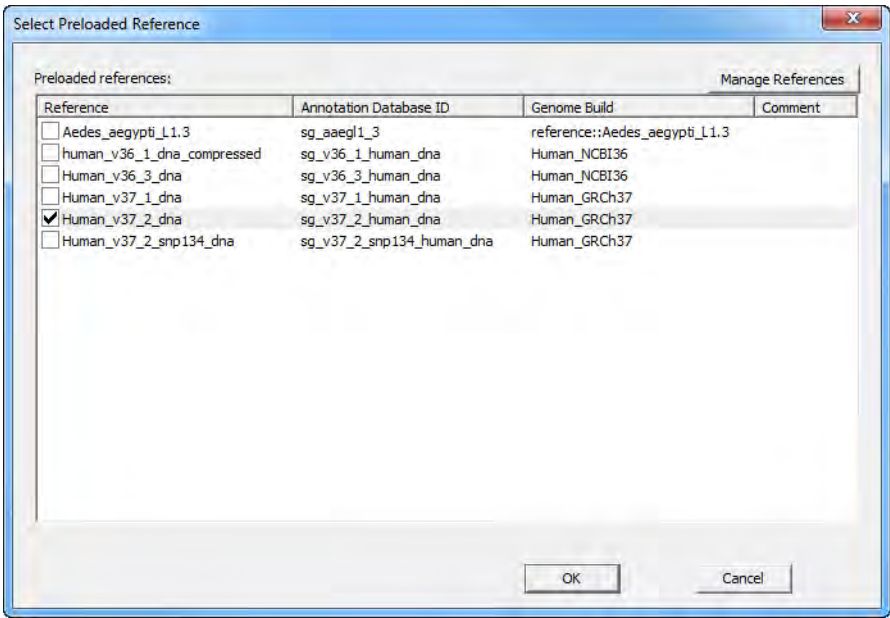 Select Preloaded Reference
Preloaded references:
Manage References
Reference Annotation Database ID Genome Build Comment
Aedes_aegypti_L1.3 sg_aaegl1_3 reference::Aedes_aegypti_L1.3
human_v36_1_dna_compressed sg_v36_1_human_dna Human_NCBI36
Human_v36_3_dna sg_v36_3_human_dna Human_NCBI36
Human_v37_1_dna sg_v37_1_human_dna Human_GRCh37
Human_v37_2_dna sg_v37_2_human_dna Human_GRCh37
Human_v37_2_snp134_dna sg_v37_2_snp134_human_dna Human_GRCh37
OK Cancel